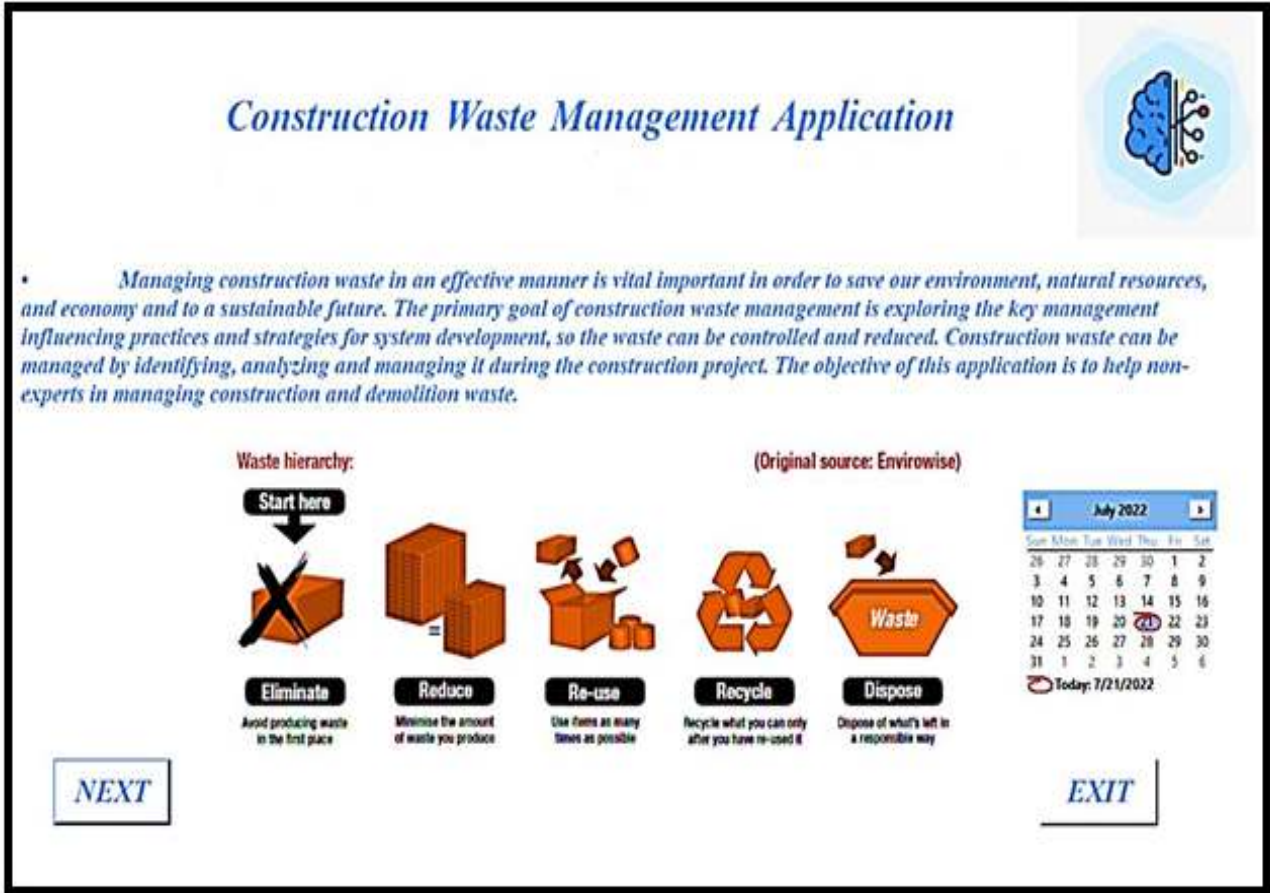 Construction Waste Management Application
• Managing construction waste in an effective manner is vital important in order to save our environment, natural resources,
and economy and to a sustainable future. The primary goal of construction waste management is exploring the key management
influencing practices and strategies for system development, so the waste can be controlled and reduced. Construction waste can be
managed by identifying, analyzing and managing it during the construction project. The objective of this application is to help non-
experts in managing construction and demolition waste.
Waste hierarchy:
(Original source: Envirowise)
Start here
=
Waste
Eliminate
Avoid producing waste
in the first place
Reduce
Minimise the amount
of waste you produce
Re-use
Use items as many
times as possible
Recycle
Recycle what you can only
after you have re-used it
Dispose
Dispose of what's left in
a responsible way
July 2022
Sun Mon Tue Wed Thu Fri Sat
26 27 28 29 30 1 2
3 4 5 6 7 8 9
10 11 12 13 14 15 16
17 18 19 20 21 22 23
24 25 26 27 28 29 30
31 1 2 3 4 5 6
Today: 7/21/2022
NEXT
EXIT